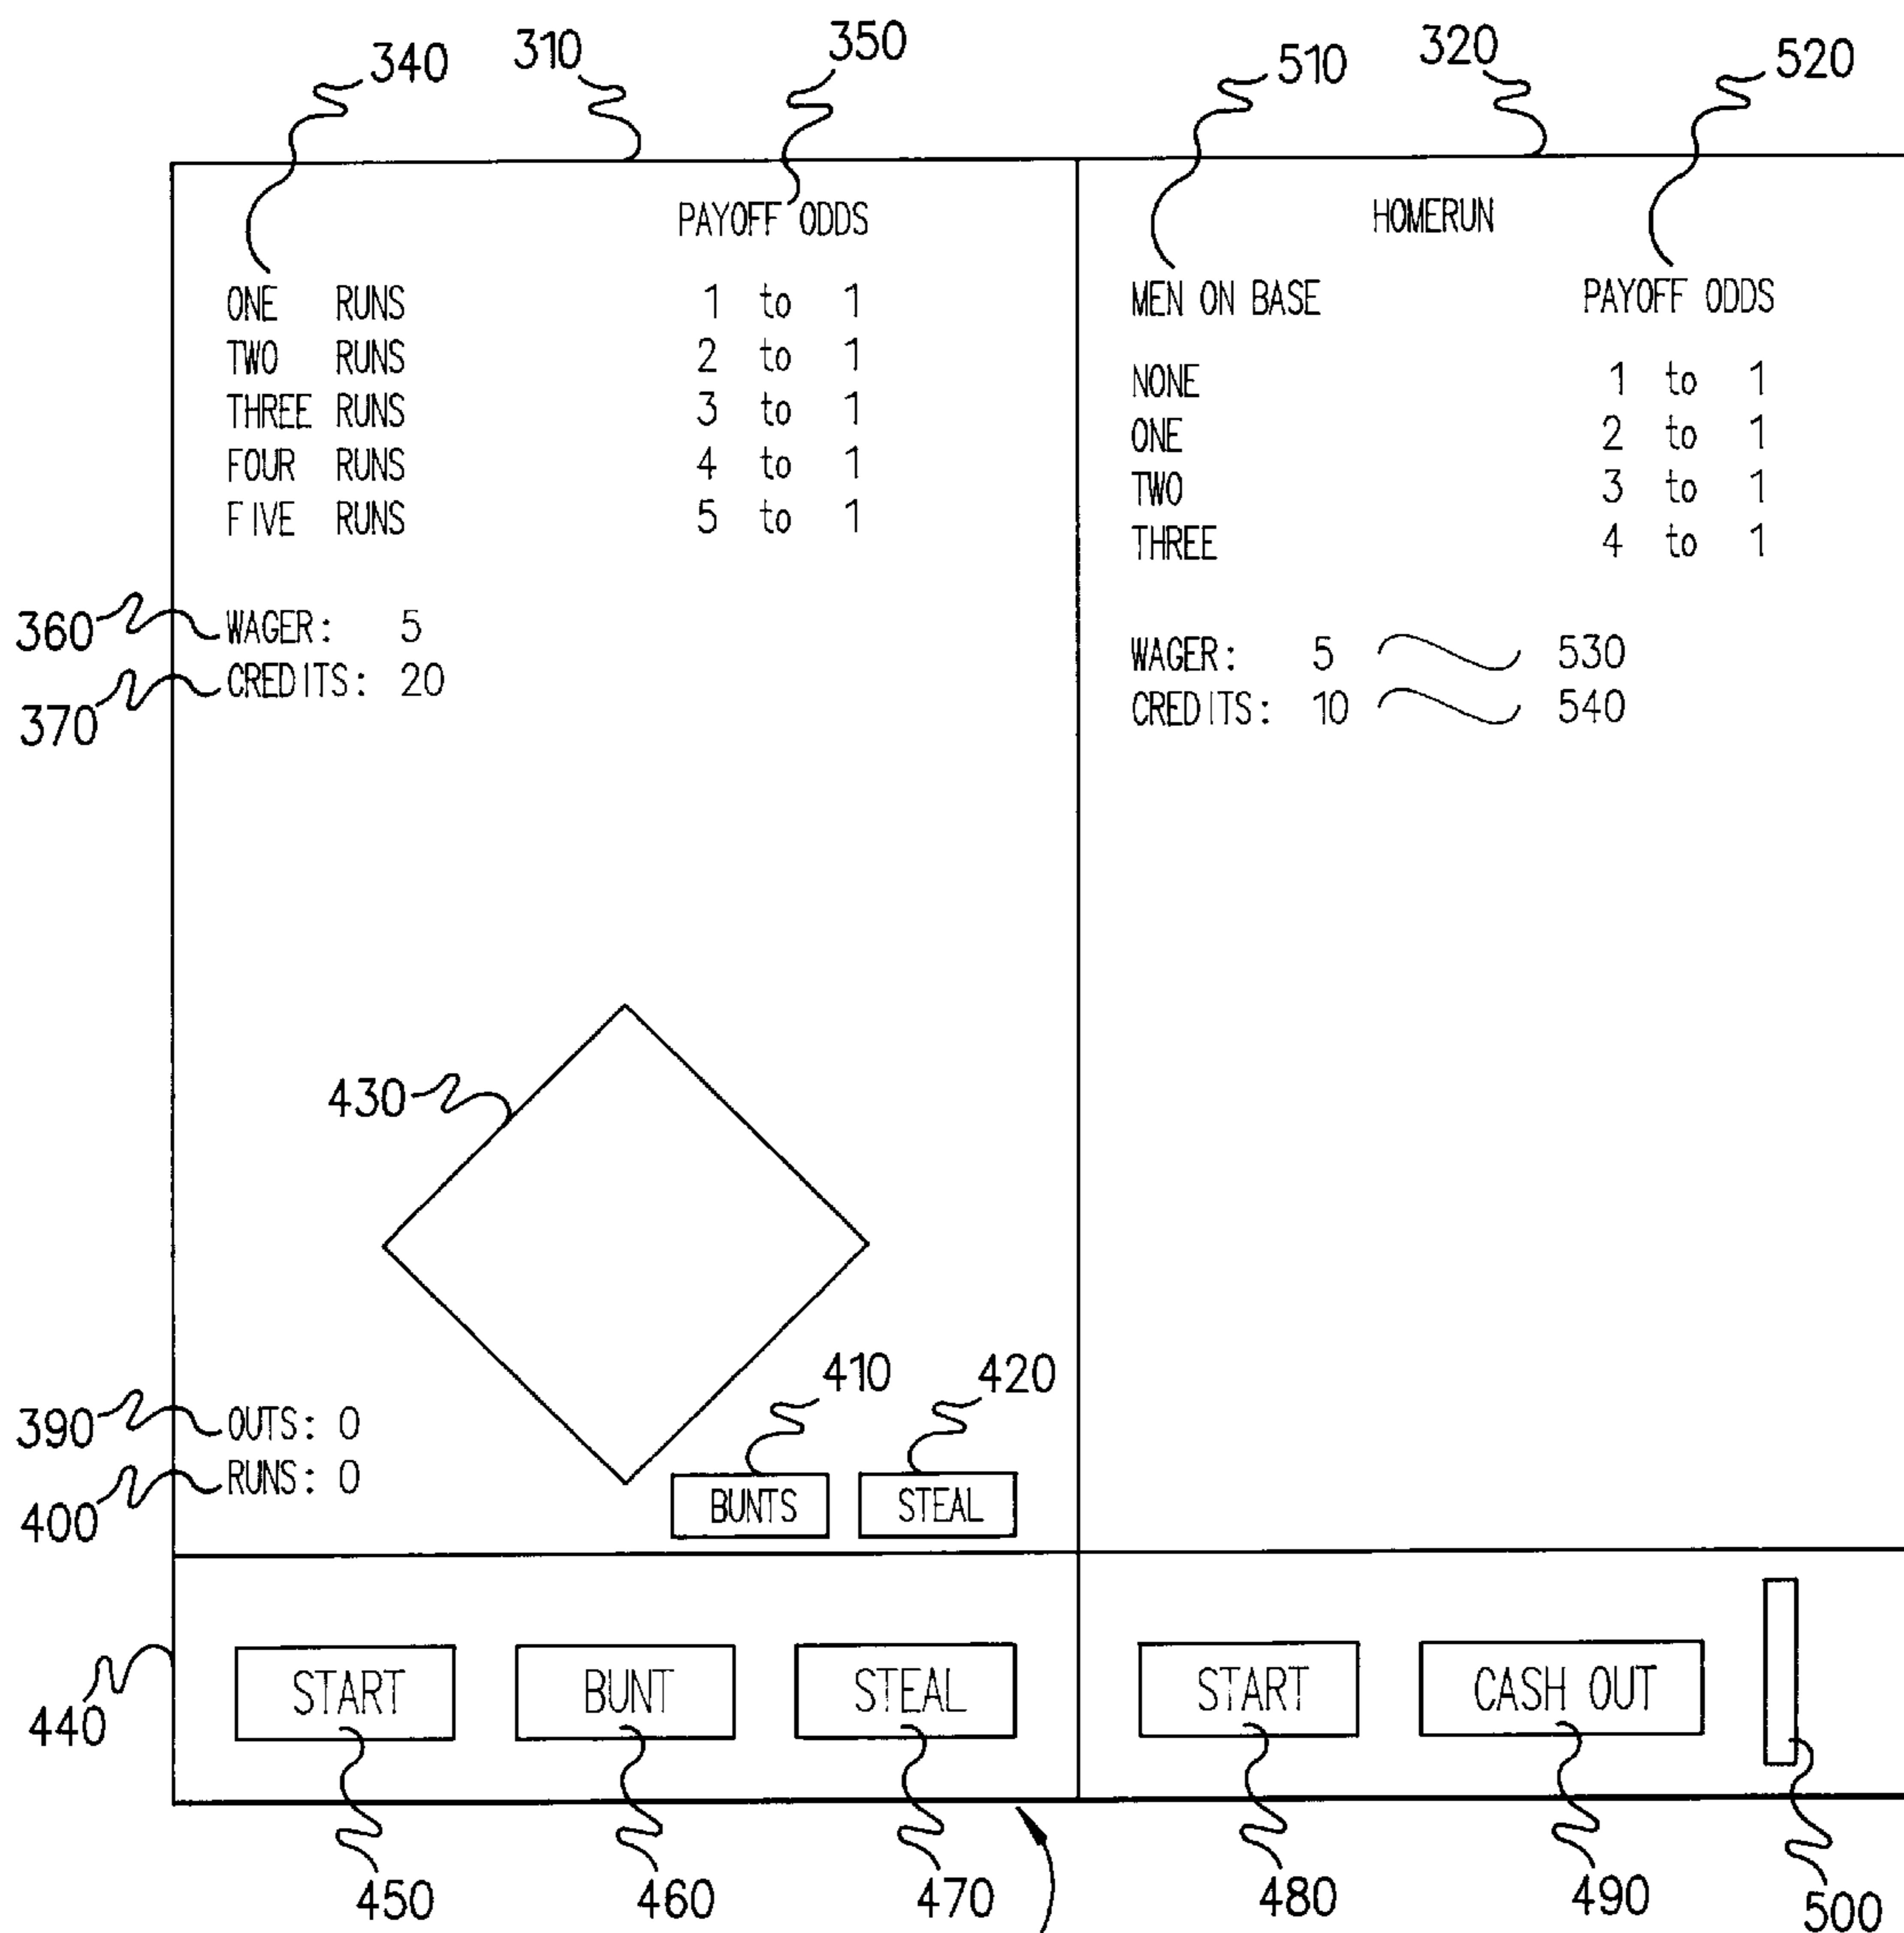 340 310 350 510 320 520
PAYOFF ODDS
ONE RUNS 1 to 1
TWO RUNS 2 to 1
THREE RUNS 3 to 1
FOUR RUNS 4 to 1
FIVE RUNS 5 to 1
360 WAGER: 5
370 CREDITS: 20
430
410 420
390 OUTS: 0
400 RUNS: 0
BUNTS STEAL
HOMERUN
MEN ON BASE PAYOFF ODDS
NONE 1 to 1
ONE 2 to 1
TWO 3 to 1
THREE 4 to 1
WAGER: 5 530
CREDITS: 10 540
440 START BUNT STEAL START CASH OUT
450 460 470 480 490 500